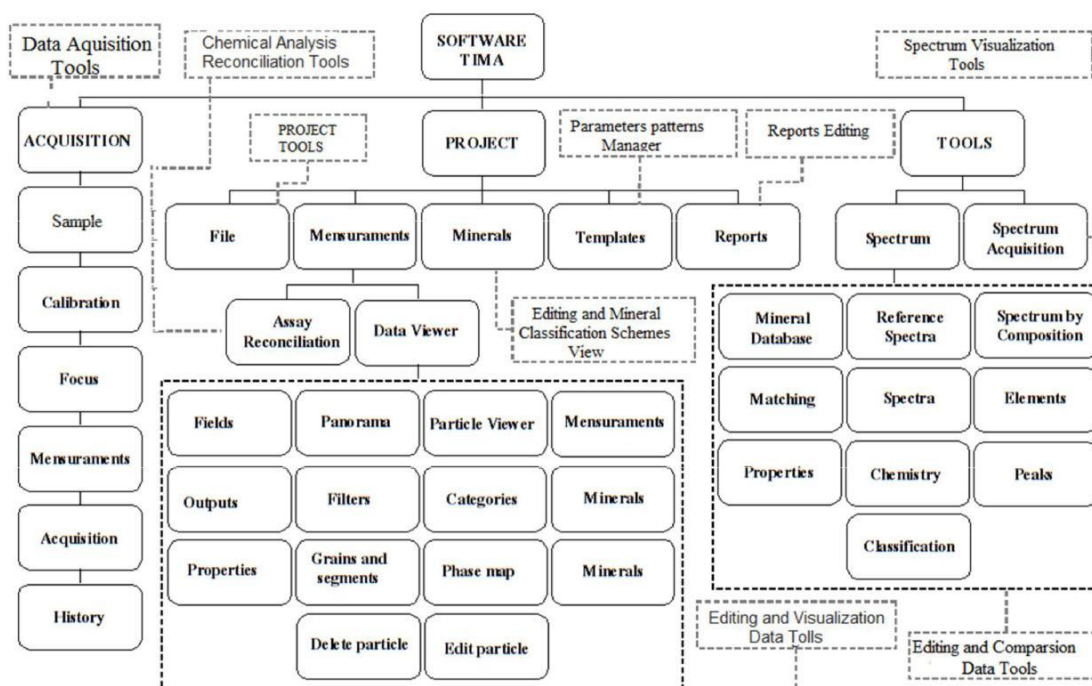 Data Aquisition
Tools
Chemical Analysis
Reconciliation Tools
SOFTWARE
TIMA
Spectrum Visualization
Tools
ACQUISITION
PROJECT
TOOLS
PROJECT
Parameters patterns
Manager
Reports Editing
TOOLS
Sample
File
Mensuraments
Minerals
Templates
Reports
Spectrum
Spectrum
Acquisition
Calibration
Assay
Reconciliation
Data Viewer
Editing and Mineral
Classification Schemes
View
Mineral
Database
Reference
Spectra
Spectrum by
Composition
Focus
Matching
Spectra
Elements
Fields
Panorama
Particle Viewer
Mensuraments
Mensuraments
Properties
Chemistry
Peaks
Outputs
Filters
Categories
Minerals
Acquisition
Classification
Properties
Grains and
segments
Phase map
Minerals
History
Delete particle
Edit particle
Editing and Visualization
Data Tolls
Editing and Comparsion
Data Tools